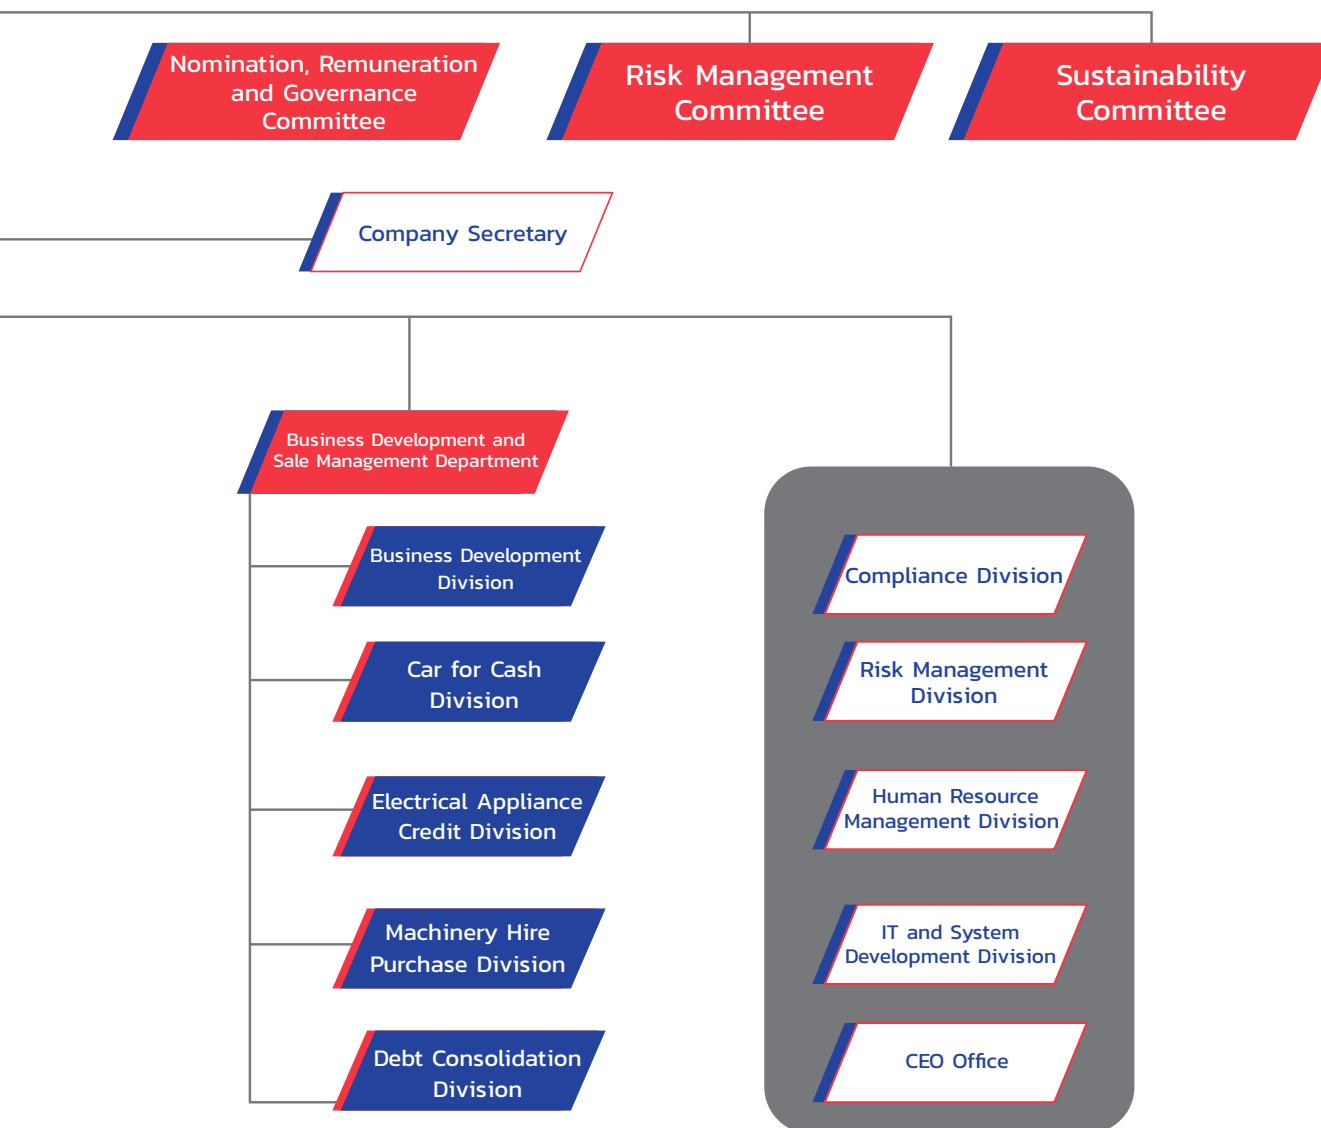 Nomination, Remuneration
and Governance
Committee
Risk Management
Committee
Sustainability
Committee
Company Secretary
Business Development and
Sale Management Department
Business Development
Division
Car for Cash
Division
Electrical Appliance
Credit Division
Machinery Hire
Purchase Division
Debt Consolidation
Division
Compliance Division
Risk Management
Division
Human Resource
Management Division
IT and System
Development Division
CEO Office